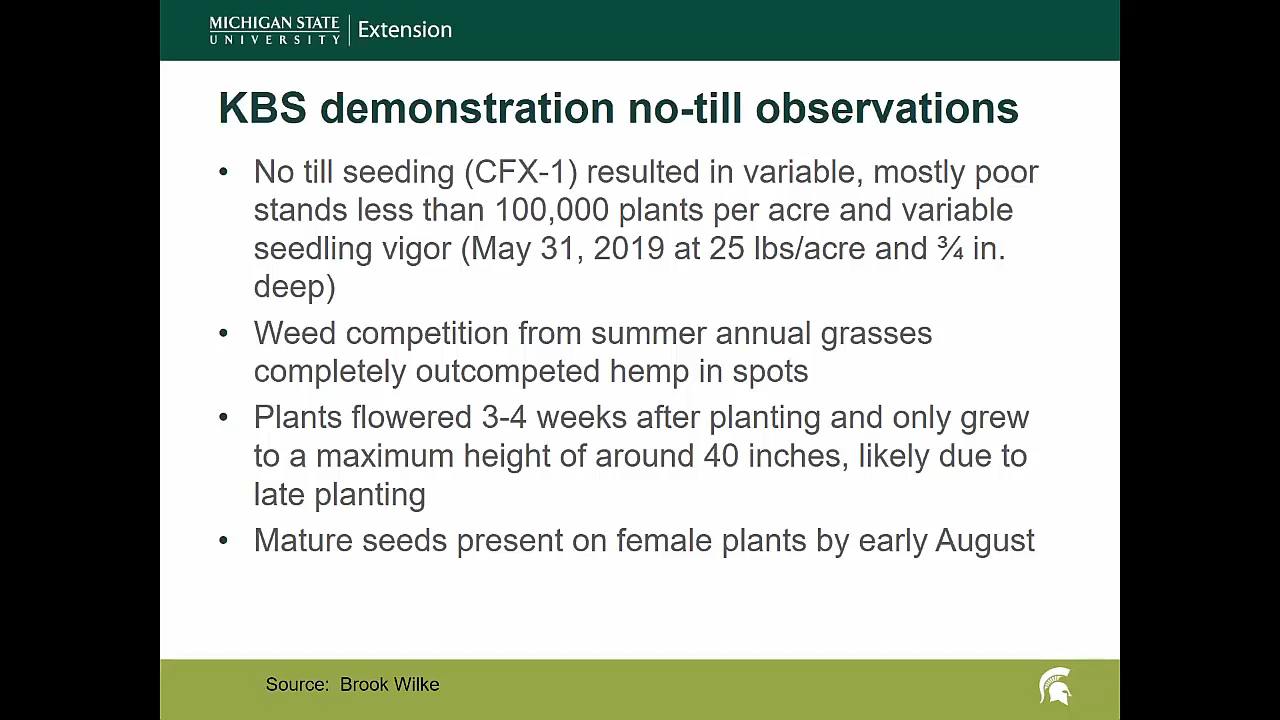 MICHIGAN STATE
UNIVERSITY
Extension
KBS demonstration no-till observations
• No till seeding (CFX-1) resulted in variable, mostly poor
stands less than 100,000 plants per acre and variable
seedling vigor (May 31, 2019 at 25 lbs/acre and ¾ in.
deep)
• Weed competition from summer annual grasses
completely outcompeted hemp in spots
• Plants flowered 3-4 weeks after planting and only grew
to a maximum height of around 40 inches, likely due to
late planting
• Mature seeds present on female plants by early August
Source: Brook Wilke